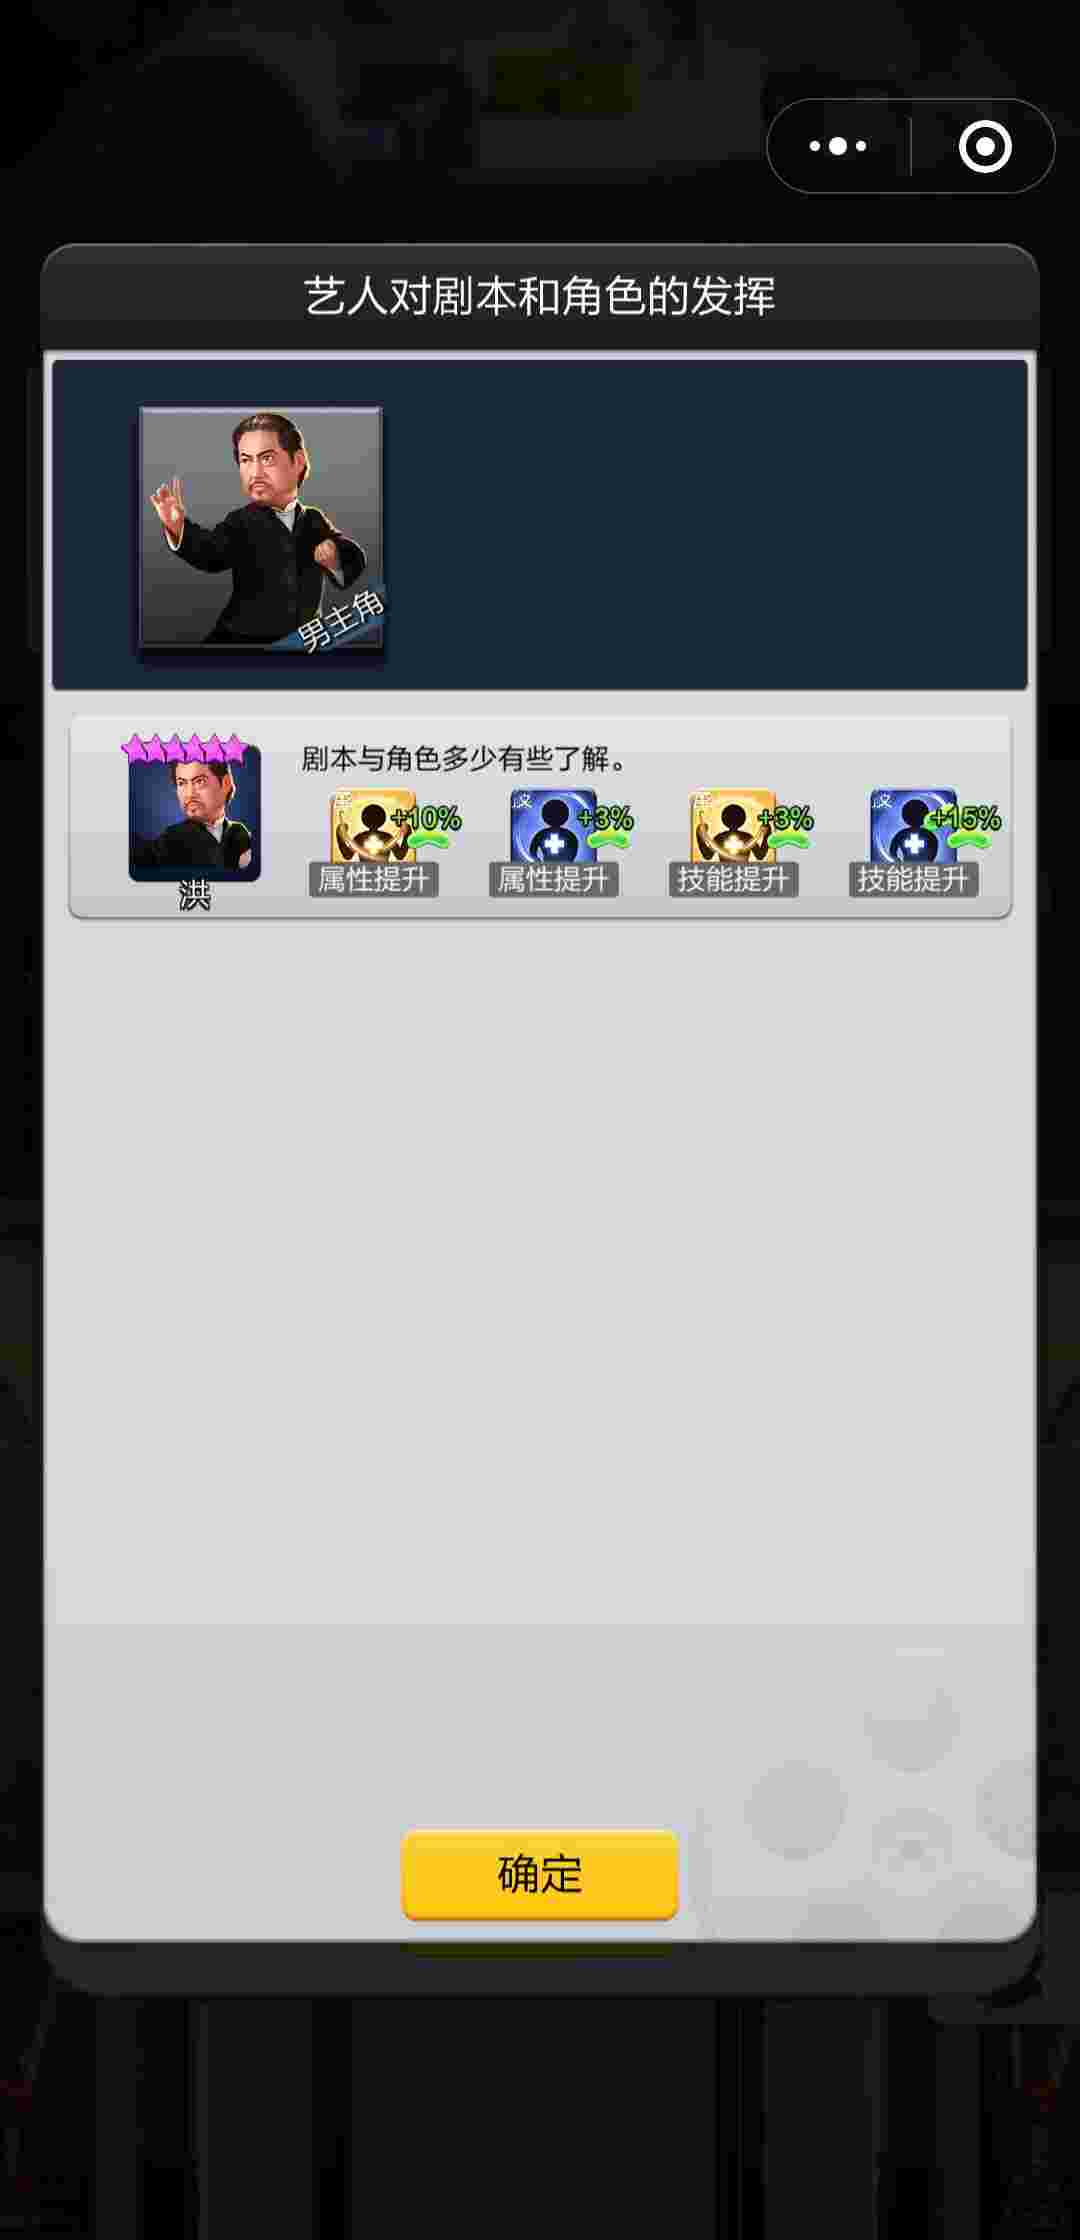 艺人对剧本和角色的发挥
男主角
剧本与角色多少有些了解。
+10%
+3%
+3%
+15%
属性提升
属性提升
技能提升
技能提升
洪
确定